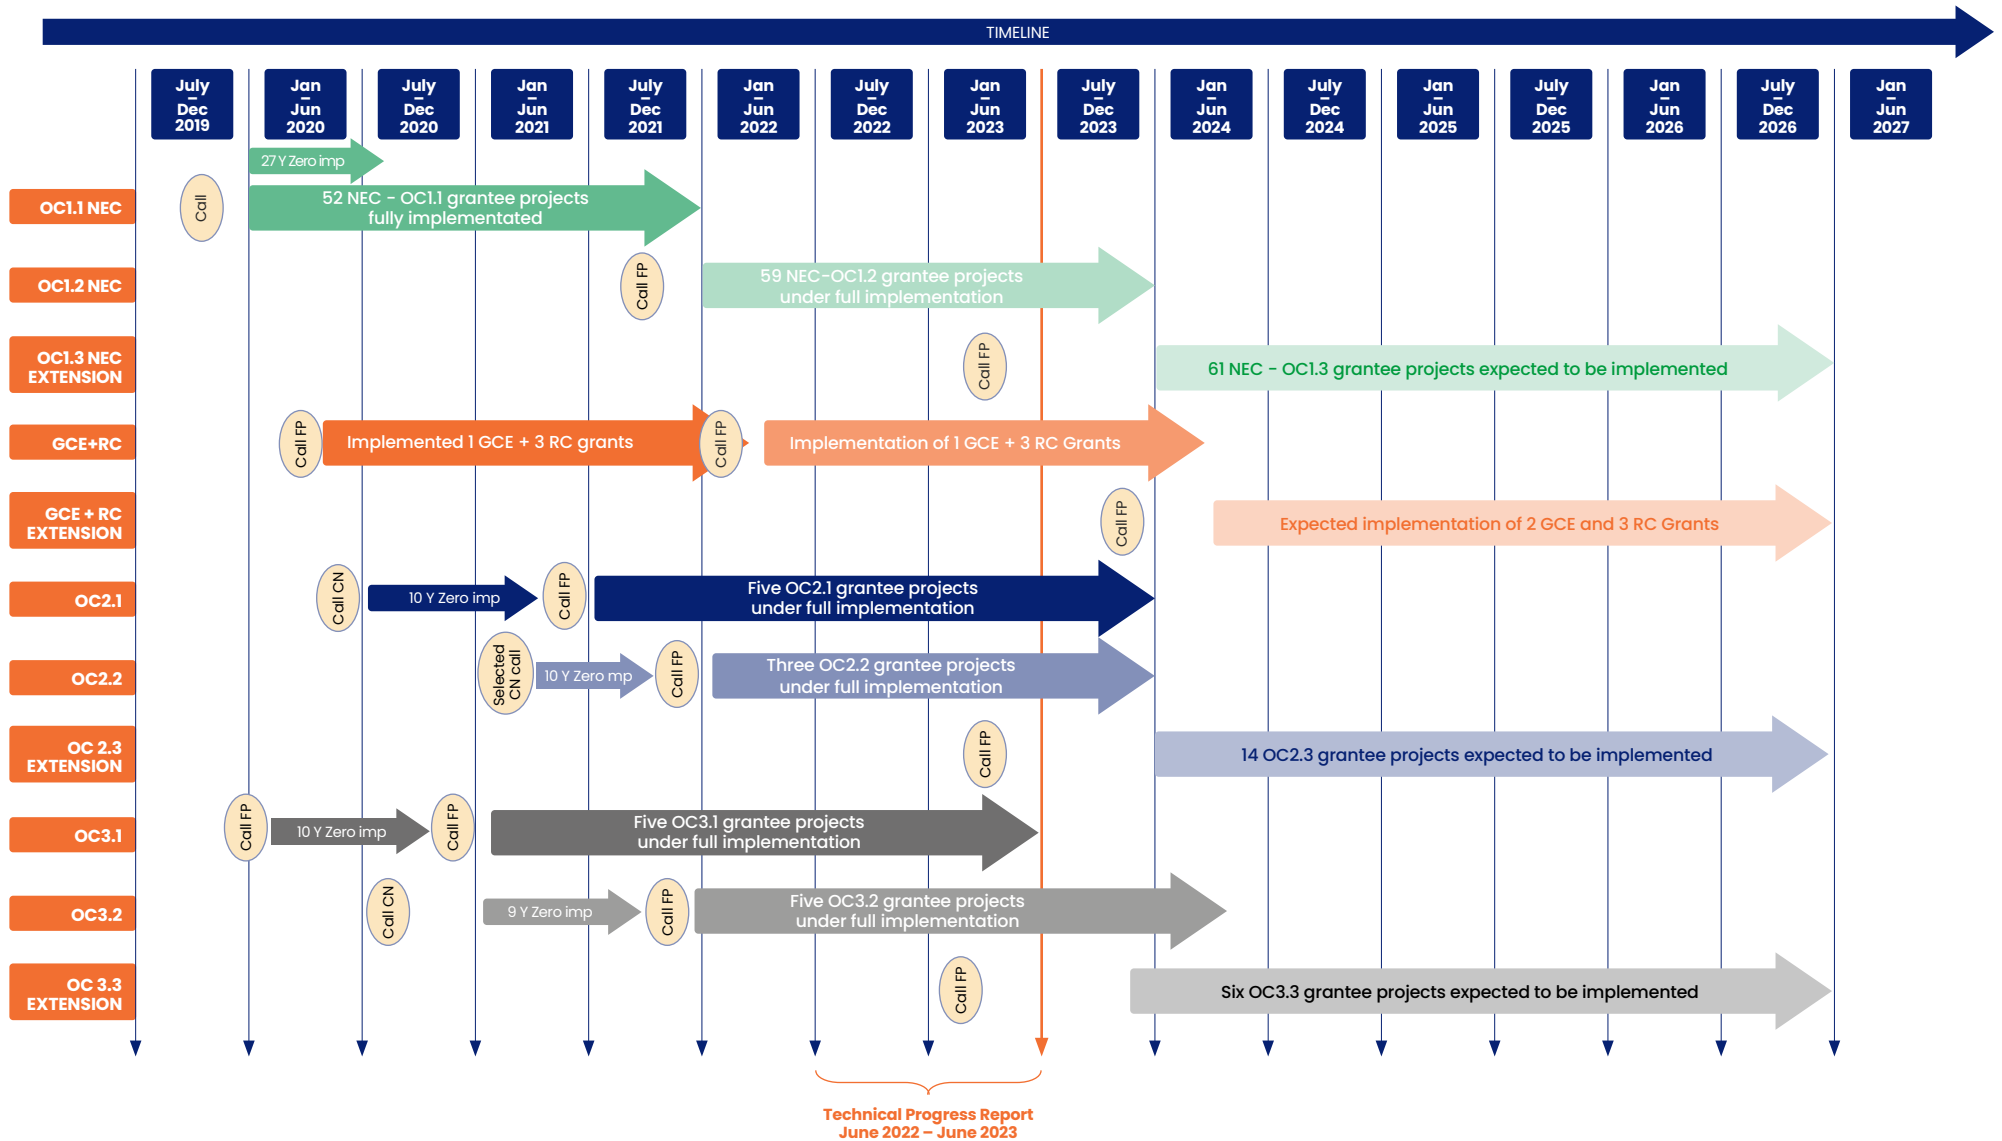 TIMELINE
July
–
Dec
2019
Jan
–
Jun
2020
July
–
Dec
2020
Jan
–
Jun
2021
July
–
Dec
2021
Jan
–
Jun
2022
July
–
Dec
2022
Jan
–
Jun
2023
July
–
Dec
2023
Jan
–
Jun
2024
July
–
Dec
2024
Jan
–
Jun
2025
July
–
Dec
2025
Jan
–
Jun
2026
July
–
Dec
2026
Jan
–
Jun
2027
27 Y Zero imp
OC1.1 NEC
Call
52 NEC - OC1.1 grantee projects
fully implementated
OC1.2 NEC
Call FP
59 NEC-OC1.2 grantee projects
under full implementation
OC1.3 NEC
EXTENSION
Call FP
61 NEC - OC1.3 grantee projects expected to be implemented
GCE+RC
Call FP
Implemented 1 GCE + 3 RC grants
Call FP
Implementation of 1 GCE + 3 RC Grants
GCE + RC
EXTENSION
Call FP
Expected implementation of 2 GCE and 3 RC Grants
OC2.1
Call CN
10 Y Zero imp
Call FP
Five OC2.1 grantee projects
under full implementation
OC2.2
Selected
CN call
10 Y Zero mp
Call FP
Three OC2.2 grantee projects
under full implementation
OC 2.3
EXTENSION
Call FP
14 OC2.3 grantee projects expected to be implemented
OC3.1
Call FP
10 Y Zero imp
Call FP
Five OC3.1 grantee projects
under full implementation
OC3.2
Call CN
9 Y Zero imp
Call FP
Five OC3.2 grantee projects
under full implementation
OC 3.3
EXTENSION
Call FP
Six OC3.3 grantee projects expected to be implemented
Technical Progress Report
June 2022 – June 2023